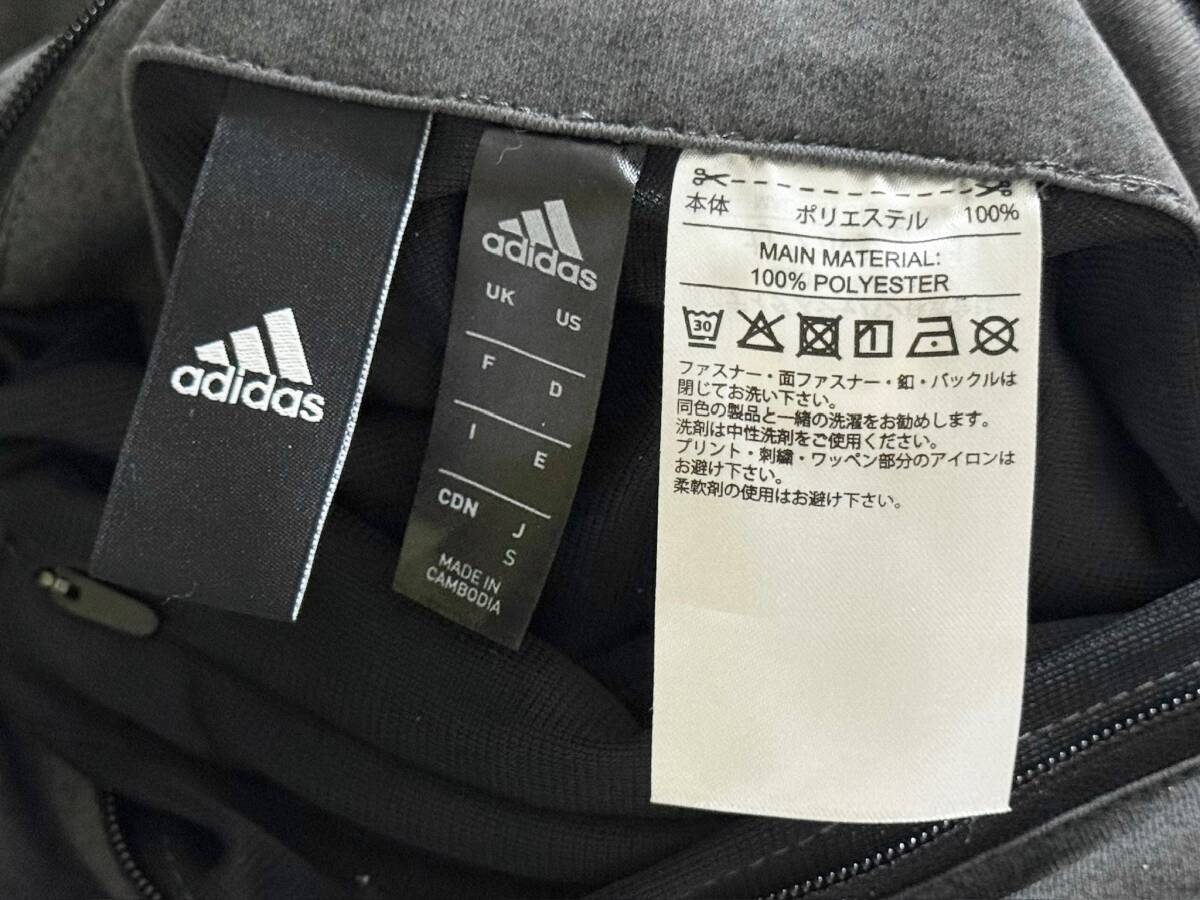 adidas
adidas
UK US
F D
I E
CDN J
S
MADE IN
CAMBODIA
本体 ポリエステル 100%
MAIN MATERIAL:
100% POLYESTER
30
ファスナー・面ファスナー・釦・バックルは
閉じてお洗い下さい。
同色の製品と一緒の洗濯をお勧めします。
洗剤は中性洗剤をご使用ください。
プリント・刺繍・ワッペン部分のアイロンは
お避け下さい。
柔軟剤の使用はお避け下さい。